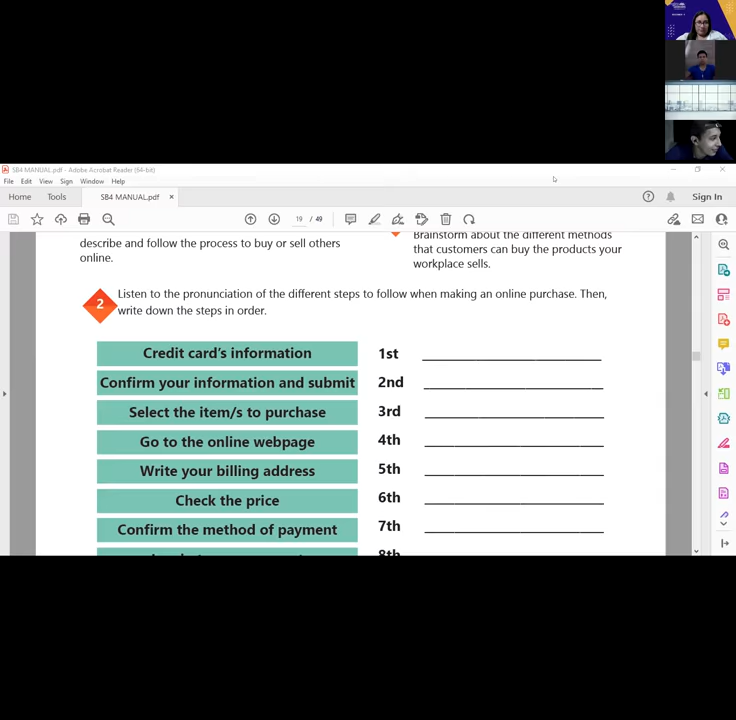 SB4 MANUAL.pdf - Adobe Acrobat Reader (64-bit)
File Edit View Sign Window Help
Home Tools SB4 MANUAL.pdf Sign In
19 / 49
describe and follow the process to buy or sell others
online.
Brainstorm about the different methods
that customers can buy the products your
workplace sells.
2
Listen to the pronunciation of the different steps to follow when making an online purchase. Then,
write down the steps in order.
Credit card's information 1st
Confirm your information and submit 2nd
Select the item/s to purchase 3rd
Go to the online webpage 4th
Write your billing address 5th
Check the price 6th
Confirm the method of payment 7th
8th